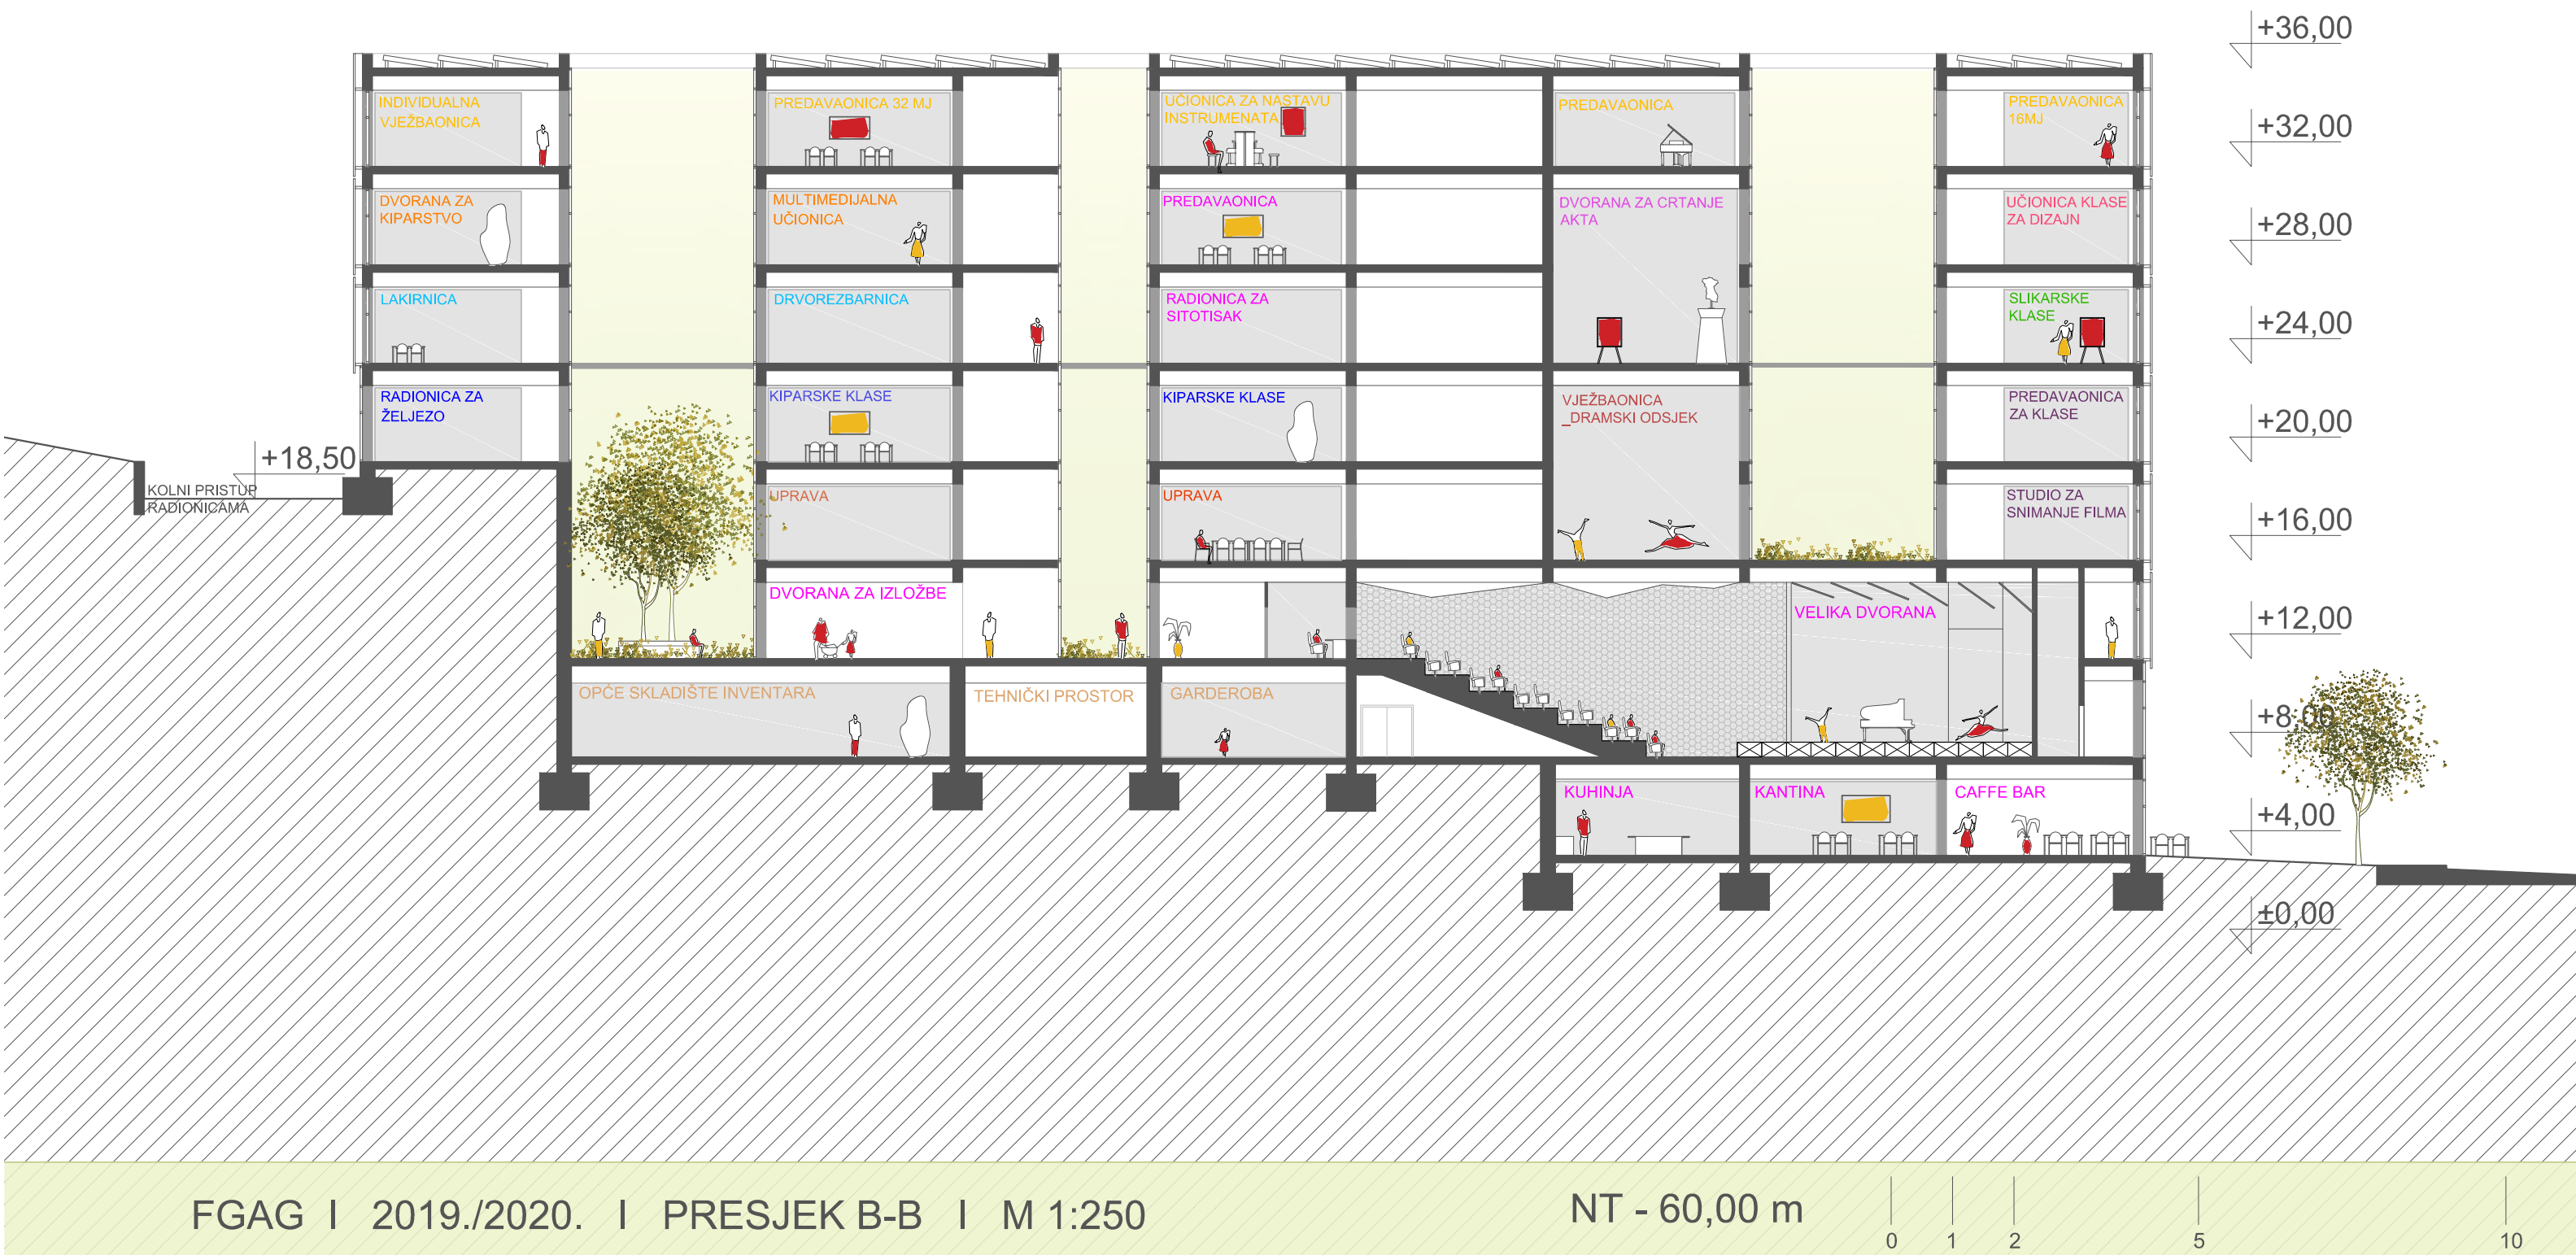 +36,00
INDIVIDUALNA
VJEŽBAONICA
PREDAVAONICA 32 MJ
UČIONICA ZA NASTAVU
INSTRUMENATA
PREDAVAONICA
PREDAVAONICA
16MJ
+32,00
DVORANA ZA
KIPARSTVO
MULTIMEDIJALNA
UČIONICA
PREDAVAONICA
DVORANA ZA CRTANJE
AKTA
UČIONICA KLASE
ZA DIZAJN
+28,00
LAKIRNICA
DRVOREZBARNICA
RADIONICA ZA
SITOTISAK
SLIKARSKE
KLASE
+24,00
RADIONICA ZA
ŽELJEZO
KIPARSKE KLASE
KIPARSKE KLASE
VJEŽBAONICA
_DRAMSKI ODSJEK
PREDAVAONICA
ZA KLASE
+20,00
+18,50
KOLNI PRISTUP
RADIONICAMA
UPRAVA
UPRAVA
STUDIO ZA
SNIMANJE FILMA
+16,00
DVORANA ZA IZLOŽBE
VELIKA DVORANA
+12,00
OPĆE SKLADIŠTE INVENTARA
TEHNIČKI PROSTOR
GARDEROBA
+8,00
KUHINJA
KANTINA
CAFFE BAR
+4,00
±0,00
FGAG I 2019./2020. I PRESJEK B-B I M 1:250
NT - 60,00 m
0 1 2 5 10